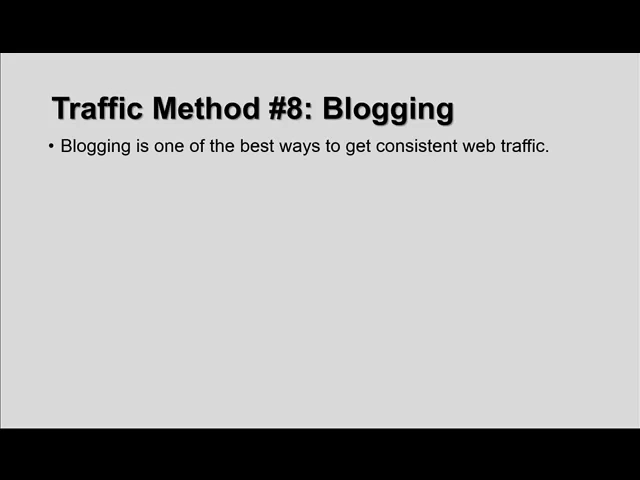 Traffic Method #8: Blogging
• Blogging is one of the best ways to get consistent web traffic.